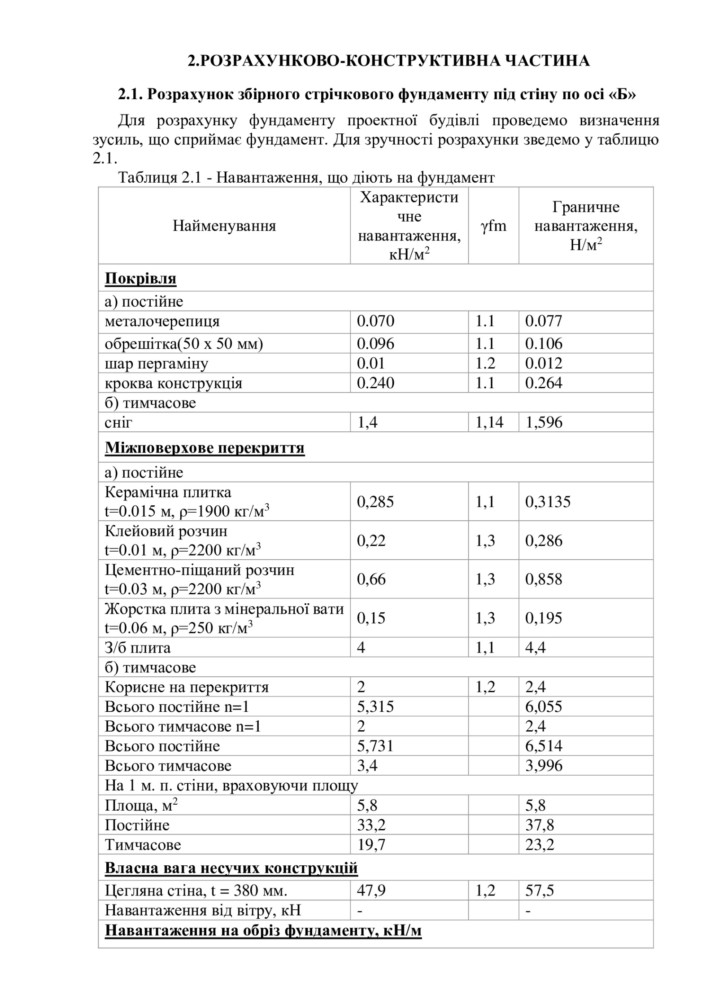 2.РОЗРАХУНКОВО-КОНСТРУКТИВНА ЧАСТИНА
2.1. Розрахунок збірного стрічкового фундаменту під стіну по осі «Б»
Для розрахунку фундаменту проектної будівлі проведемо визначення
зусиль, що сприймає фундамент. Для зручності розрахунки зведемо у таблицю
2.1.
Таблиця 2.1 - Навантаження, що діють на фундамент
Найменування
Характеристи
чне
навантаження,
кН/м²
γfm
Граничне
навантаження,
Н/м²
Покрівля
а) постійне
металочерепиця 0.070 1.1 0.077
обрешітка(50 х 50 мм) 0.096 1.1 0.106
шар пергаміну 0.01 1.2 0.012
кроква конструкція 0.240 1.1 0.264
б) тимчасове
сніг 1,4 1,14 1,596
Міжповерхове перекриття
а) постійне
Керамічна плитка
t=0.015 м, ρ=1900 кг/м³ 0,285 1,1 0,3135
Клейовий розчин
t=0.01 м, ρ=2200 кг/м³ 0,22 1,3 0,286
Цементно-піщаний розчин
t=0.03 м, ρ=2200 кг/м³ 0,66 1,3 0,858
Жорстка плита з мінеральної вати
t=0.06 м, ρ=250 кг/м³ 0,15 1,3 0,195
З/б плита 4 1,1 4,4
б) тимчасове
Корисне на перекриття 2 1,2 2,4
Всього постійне n=1 5,315 6,055
Всього тимчасове n=1 2 2,4
Всього постійне 5,731 6,514
Всього тимчасове 3,4 3,996
На 1 м. п. стіни, враховуючи площу
Площа, м² 5,8 5,8
Постійне 33,2 37,8
Тимчасове 19,7 23,2
Власна вага несучих конструкцій
Цегляна стіна, t = 380 мм. 47,9 1,2 57,5
Навантаження від вітру, кН - -
Навантаження на обріз фундаменту, кН/м